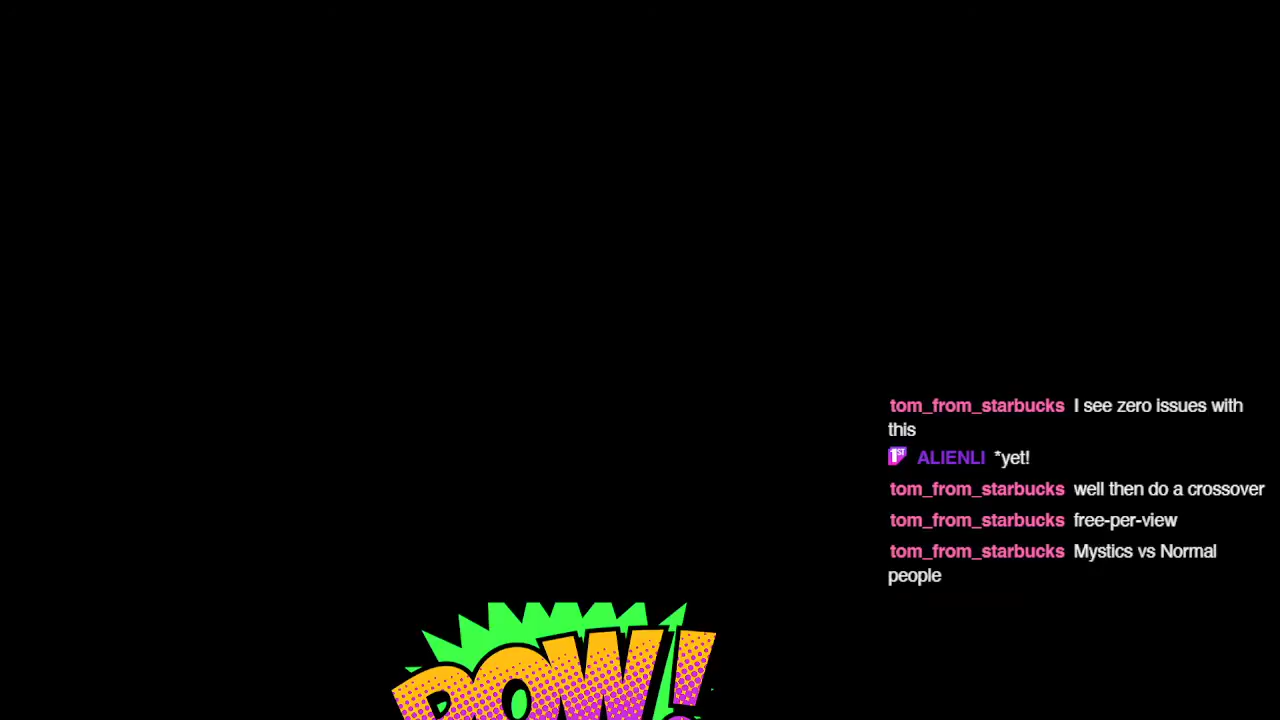 tom_from_starbucks I see zero issues with
this
1ST ALIENLI *yet!
tom_from_starbucks well then do a crossover
tom_from_starbucks free-per-view
tom_from_starbucks Mystics vs Normal
people
POW!